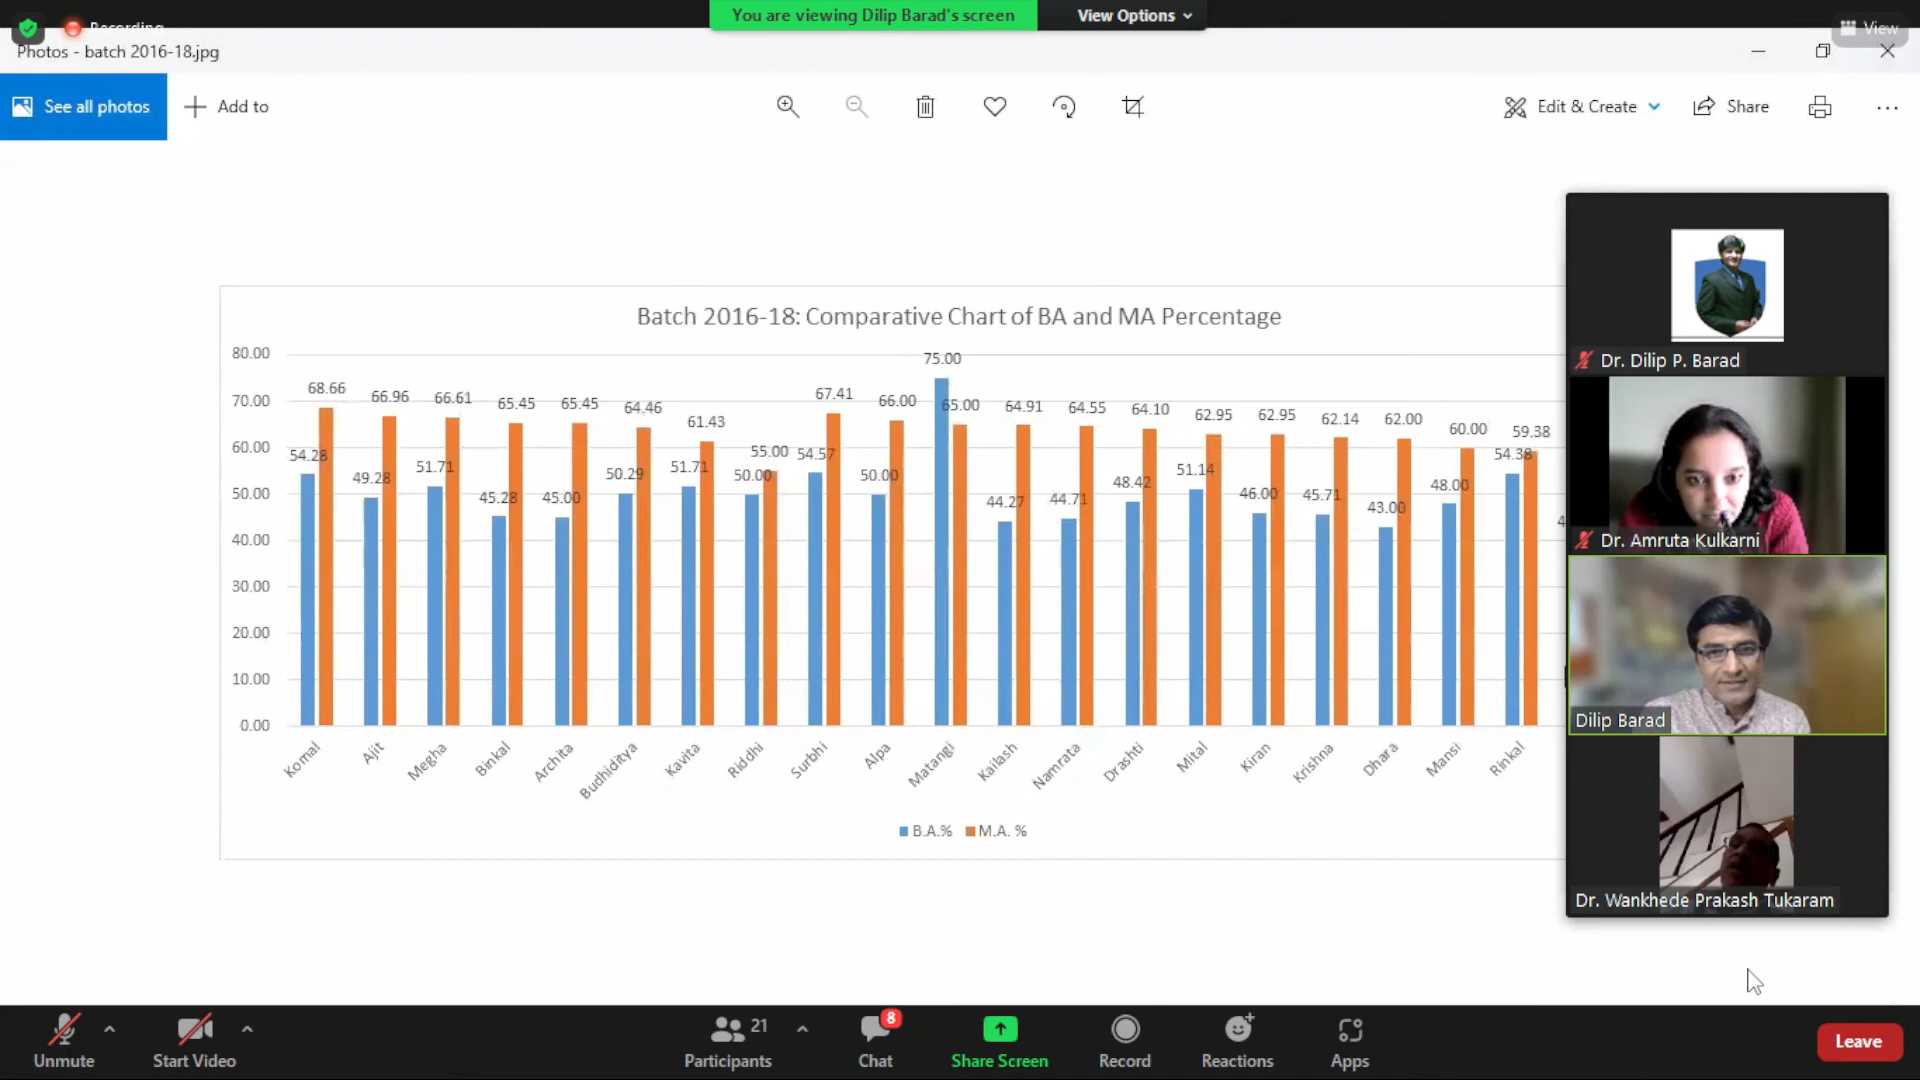 Recording
You are viewing Dilip Barad's screen
View Options
View
Photos - batch 2016-18.jpg
See all photos
Add to
Edit & Create
Share
Batch 2016-18: Comparative Chart of BA and MA Percentage
80.00
70.00
60.00
50.00
40.00
30.00
20.00
10.00
0.00
54.28 68.66
49.28 66.96
51.71 66.61
45.28 65.45
45.00 65.45
50.29 64.46
51.71 61.43
50.00 55.00
54.57 67.41
50.00 66.00
75.00 65.00
44.27 64.91
44.71 64.55
48.42 64.10
51.14 62.95
46.00 62.95
45.71 62.14
43.00 62.00
48.00 60.00
54.38 59.38
Komal
Ajit
Megha
Binkal
Archita
Budhiditya
Kavita
Riddhi
Surbhi
Alpa
Matangi
Kailash
Namrata
Drashti
Mital
Kiran
Krishna
Dhara
Mansi
Rinkal
B.A.% M.A. %
Dr. Dilip P. Barad
Dr. Amruta Kulkarni
Dilip Barad
Dr. Wankhede Prakash Tukaram
Unmute
Start Video
21
Participants
8
Chat
Share Screen
Record
Reactions
Apps
Leave